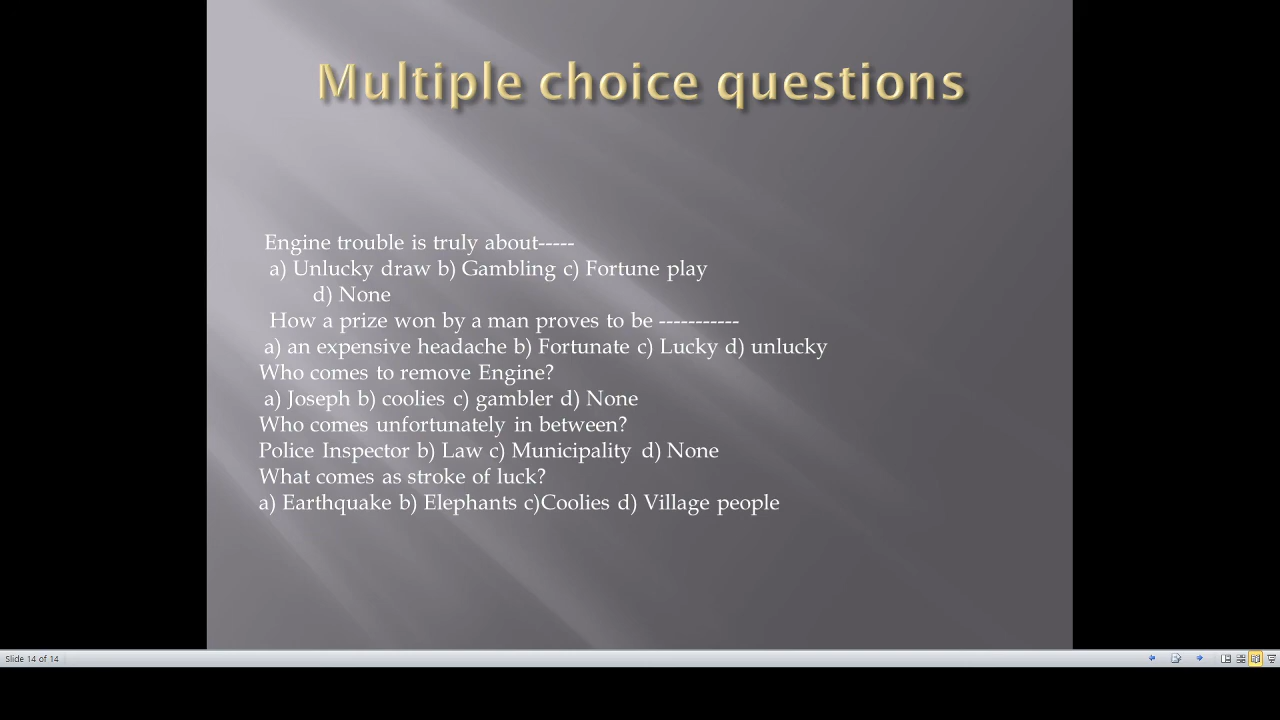 Multiple choice questions
Engine trouble is truly about-----
a) Unlucky draw b) Gambling c) Fortune play
d) None
How a prize won by a man proves to be -----------
a) an expensive headache b) Fortunate c) Lucky d) unlucky
Who comes to remove Engine?
a) Joseph b) coolies c) gambler d) None
Who comes unfortunately in between?
Police Inspector b) Law c) Municipality d) None
What comes as stroke of luck?
a) Earthquake b) Elephants c)Coolies d) Village people
Slide 14 of 14